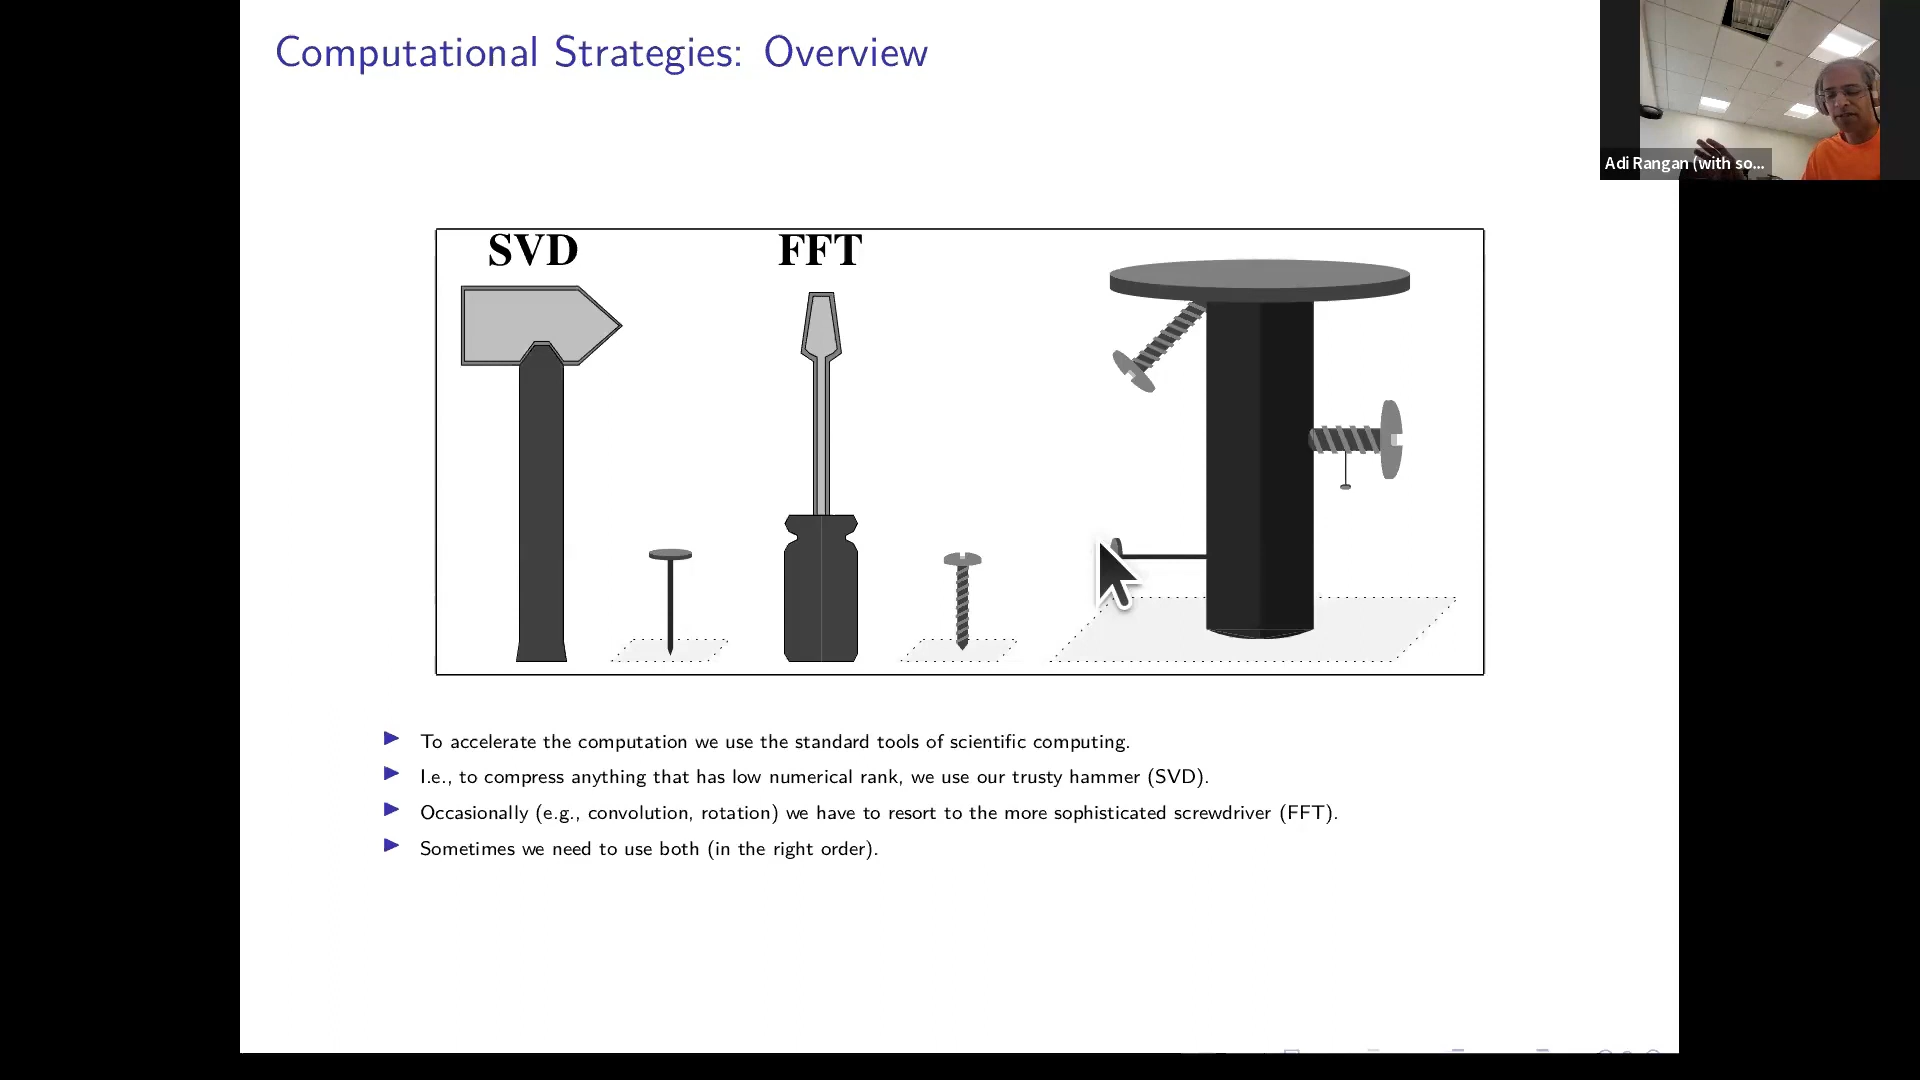 Computational Strategies: Overview
Adi Rangan (with so...
SVD
FFT
To accelerate the computation we use the standard tools of scientific computing.
I.e., to compress anything that has low numerical rank, we use our trusty hammer (SVD).
Occasionally (e.g., convolution, rotation) we have to resort to the more sophisticated screwdriver (FFT).
Sometimes we need to use both (in the right order).